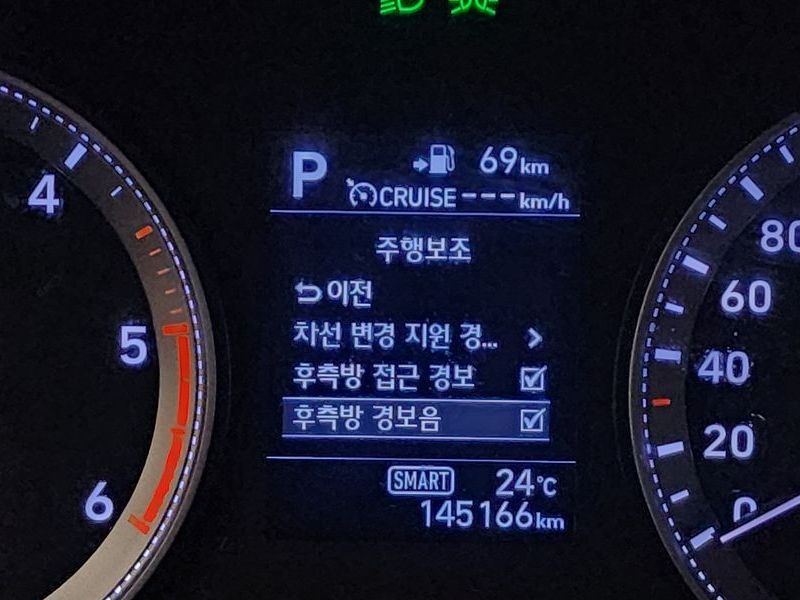 P
69km
CRUISE ---km/h
주행보조
이전
차선 변경 지원 경...
후측방 접근 경보
후측방 경보음
SMART 24°C
145166km
4
5
6
80
60
40
20
0